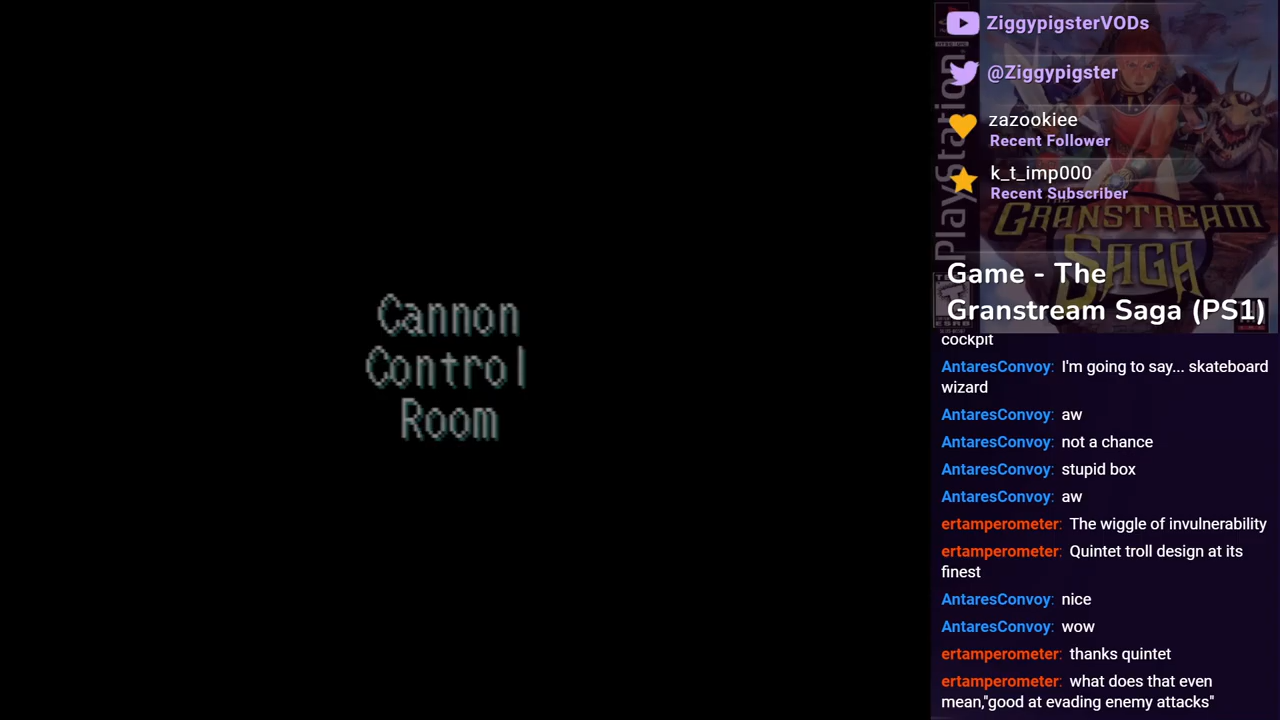 Cannon
Control
Room
ZiggypigsterVODs
@Ziggypigster
zazookiee
Recent Follower
k_t_imp000
Recent Subscriber
PlayStation
GRANSTREAM
SAGA
Game - The
Granstream Saga (PS1)
cockpit
AntaresConvoy: I'm going to say... skateboard
wizard
AntaresConvoy: aw
AntaresConvoy: not a chance
AntaresConvoy: stupid box
AntaresConvoy: aw
ertamperometer: The wiggle of invulnerability
ertamperometer: Quintet troll design at its
finest
AntaresConvoy: nice
AntaresConvoy: wow
ertamperometer: thanks quintet
ertamperometer: what does that even
mean,"good at evading enemy attacks"